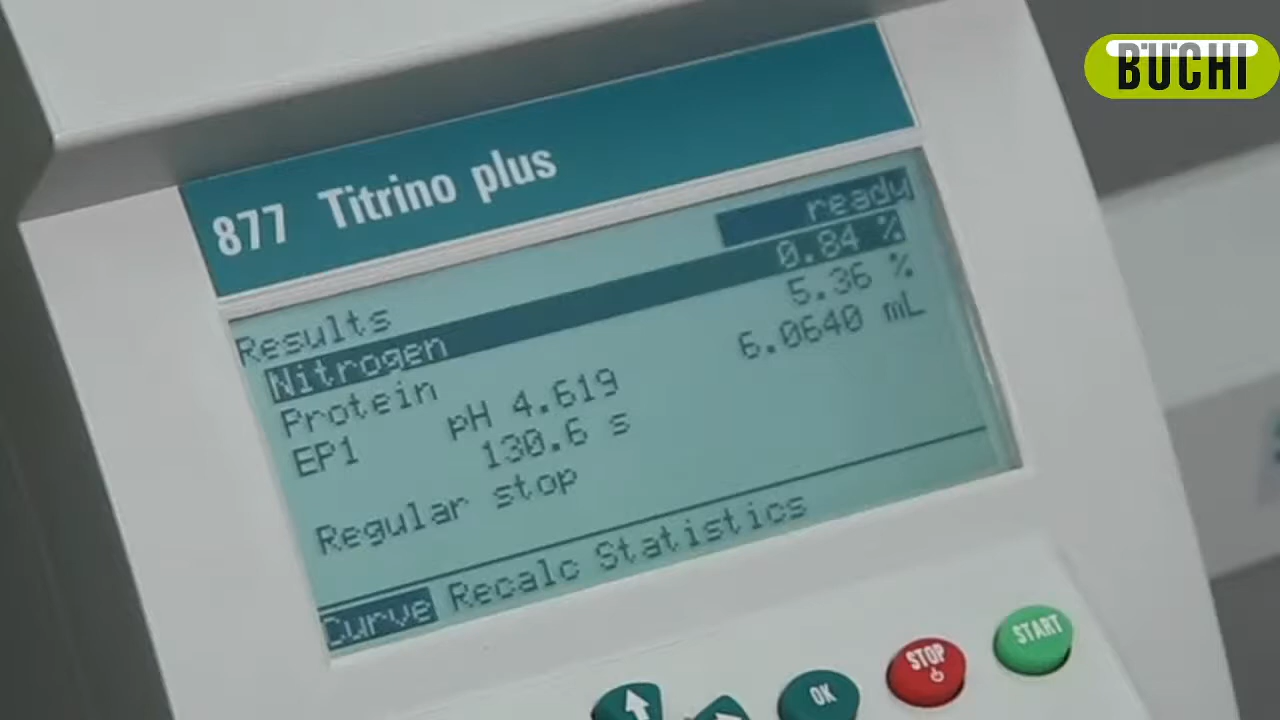 BÜCHI
877 Titrino plus
ready
Results
Nitrogen 0.84 %
Protein 5.36 %
EP1 pH 4.619 6.0640 mL
130.6 s
Regular stop
Curve Recalc Statistics
OK
STOP
START